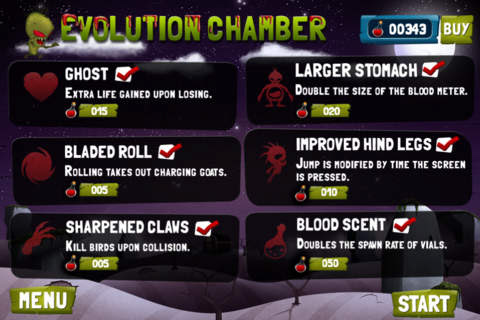 EVOLUTION CHAMBER
00343 BUY
GHOST
EXTRA LIFE GAINED UPON LOSING.
015
LARGER STOMACH
DOUBLE THE SIZE OF THE BLOOD METER.
020
BLADED ROLL
ROLLING TAKES OUT CHARGING GOATS.
005
IMPROVED HIND LEGS
JUMP IS MODIFIED BY TIME THE SCREEN
IS PRESSED.
010
SHARPENED CLAWS
KILL BIRDS UPON COLLISION.
005
BLOOD SCENT
DOUBLES THE SPAWN RATE OF VIALS.
050
MENU
START